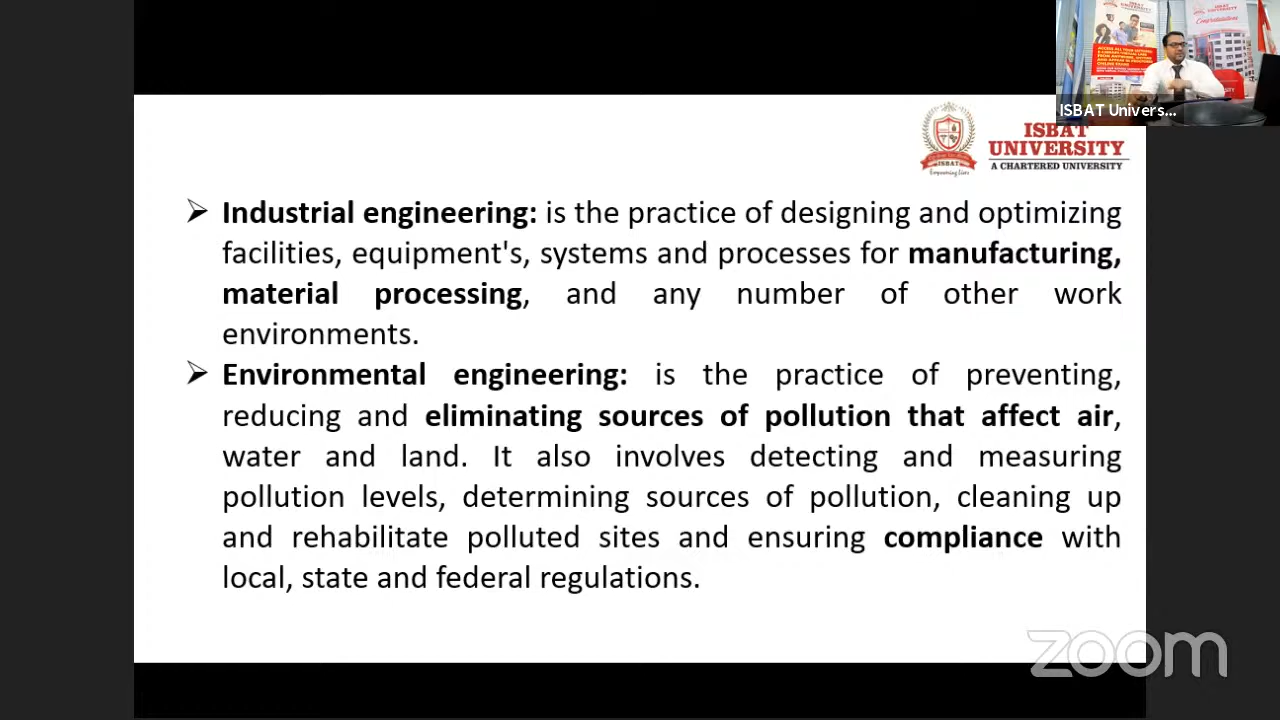 ISBAT Univers...
ISBAT
UNIVERSITY
A CHARTERED UNIVERSITY
ISBAT
➢ Industrial engineering: is the practice of designing and optimizing
facilities, equipment's, systems and processes for manufacturing,
material processing, and any number of other work
environments.
➢ Environmental engineering: is the practice of preventing,
reducing and eliminating sources of pollution that affect air,
water and land. It also involves detecting and measuring
pollution levels, determining sources of pollution, cleaning up
and rehabilitate polluted sites and ensuring compliance with
local, state and federal regulations.
zoom